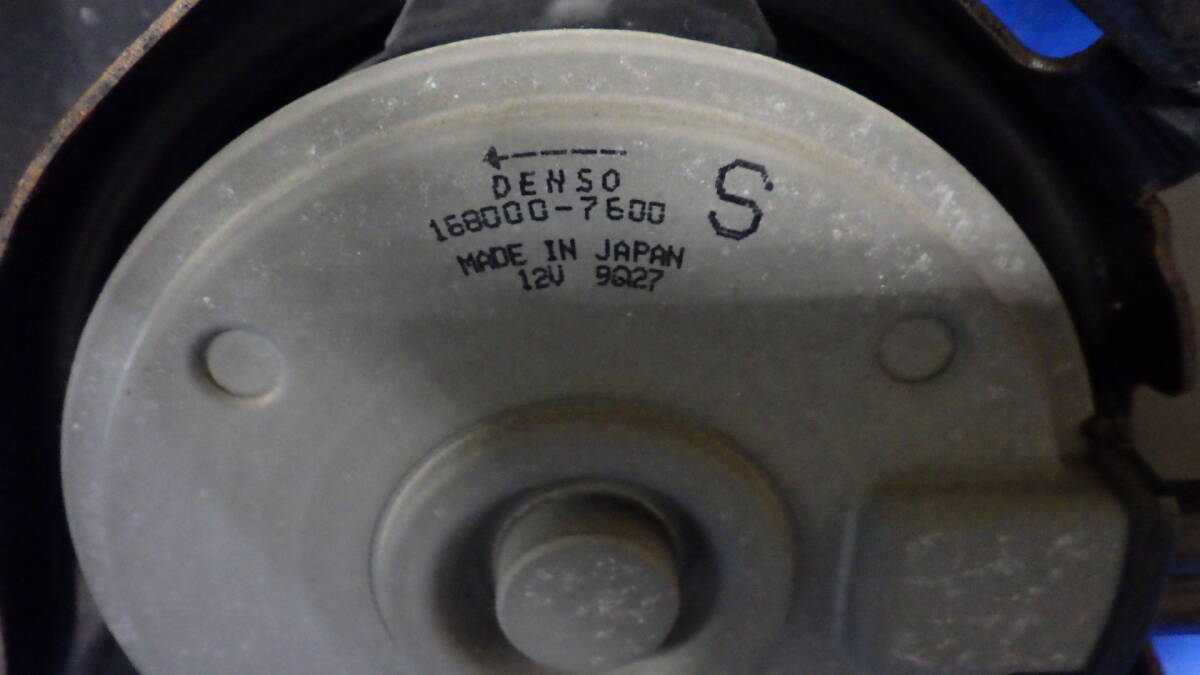 DENSO
168000-7600
S
MADE IN JAPAN
12V 9Q27